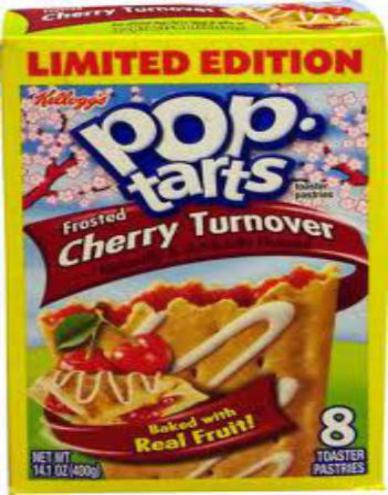 Frosted
Cherry Turnover
LIMITED EDITION
Kellogg's
POP.
tarts
toaster
pastries
Frosted
Cherry Turnover
Baked with
Real Fruit!
8
TOASTER
PASTRIES
NET WT
14.1 OZ (400g)